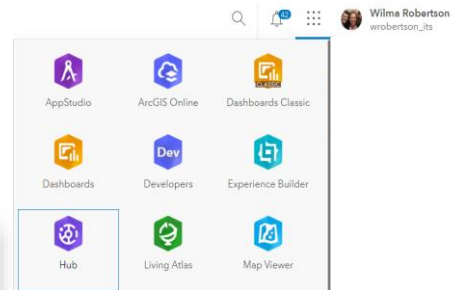 42
Wilma Robertson
wrobertson_its
AppStudio
ArcGIS Online
CLASSIC
Dashboards Classic
Dashboards
Dev
Developers
Experience Builder
Hub
Living Atlas
Map Viewer